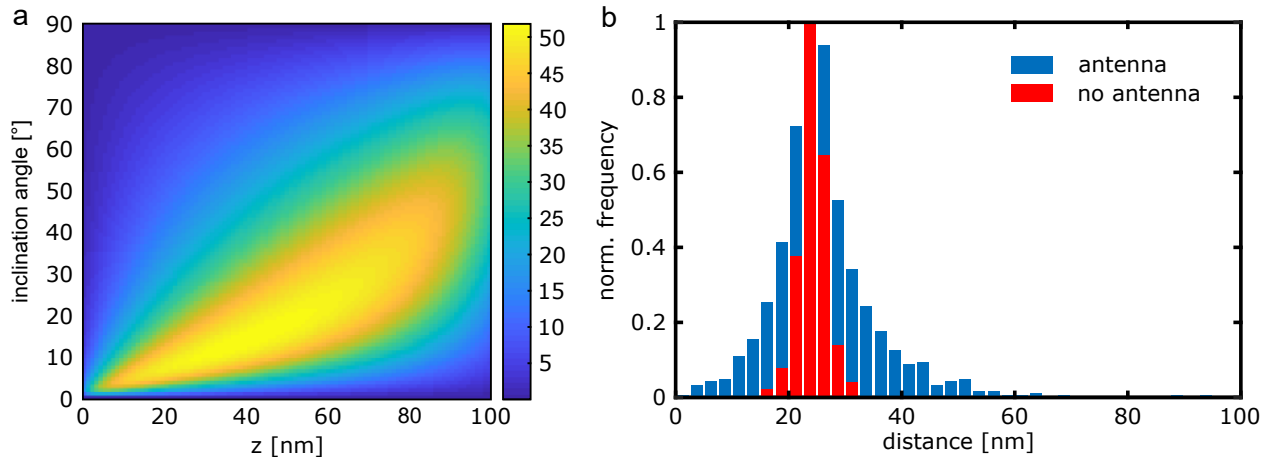 a
90
80
70
60
50
40
30
20
10
0
inclination angle [°]
0 20 40 60 80 100
z [nm]
50
45
40
35
30
25
20
15
10
5
b
1
0.8
0.6
0.4
0.2
0
norm. frequency
antenna
no antenna
0 20 40 60 80 100
distance [nm]